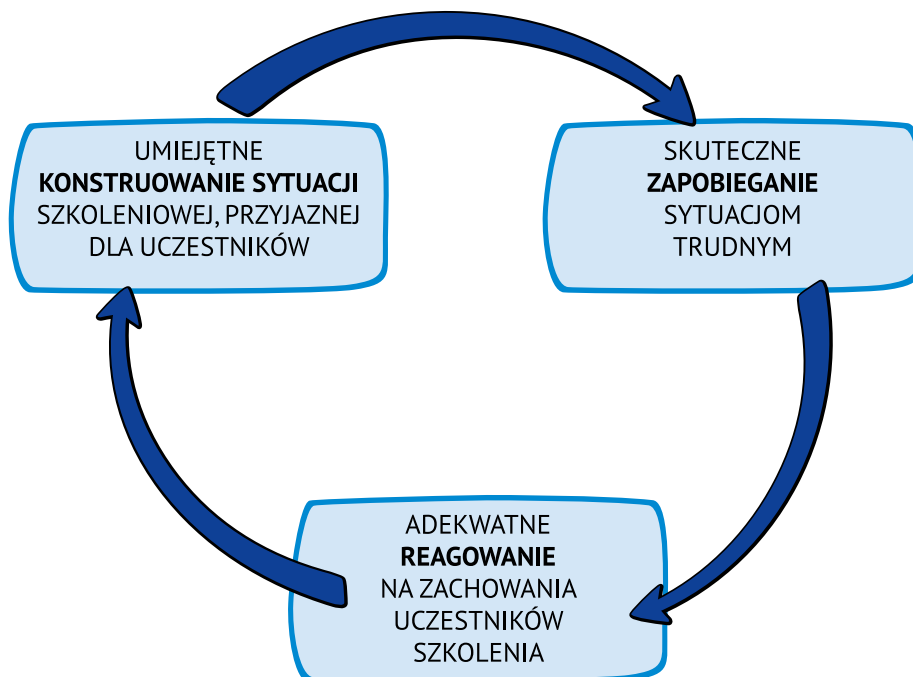 UMIEJĘTNE
KONSTRUOWANIE SYTUACJI
SZKOLENIOWEJ, PRZYJAZNEJ
DLA UCZESTNIKÓW
SKUTECZNE
ZAPOBIEGANIE
SYTUACJOM
TRUDNYM
ADEKWATNE
REAGOWANIE
NA ZACHOWANIA
UCZESTNIKÓW
SZKOLENIA